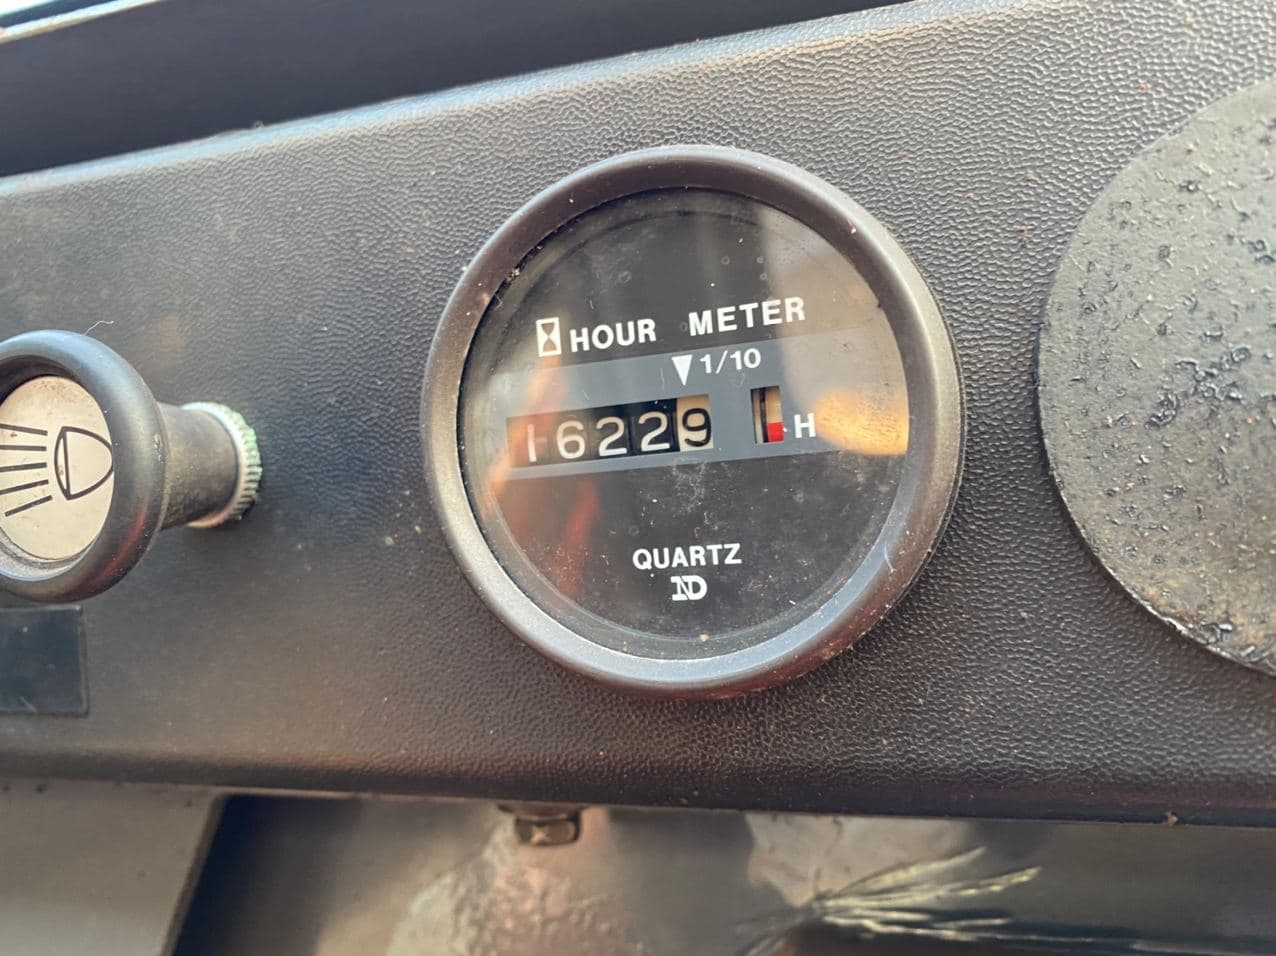 HOUR METER
1/10
16229 H
QUARTZ
ND